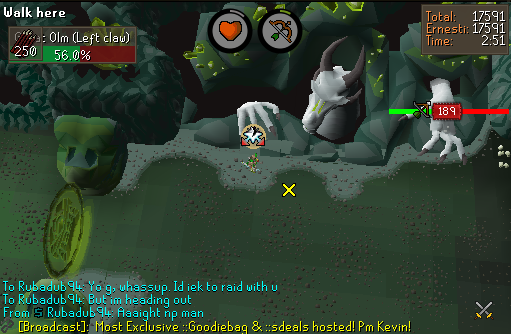 Walk here
Olm (Left claw)
250
56.0%
Total: 17591
Ernesti: 17591
Time: 2:51
189
To Rubadub94: Yo g, whassup. Id iek to raid with u
To Rubadub94: But im heading out
From S Rubadub94: Aaight np man
[Broadcast]: Most Exclusive ::Goodiebag & ::sdeals hosted! Pm Kevin!